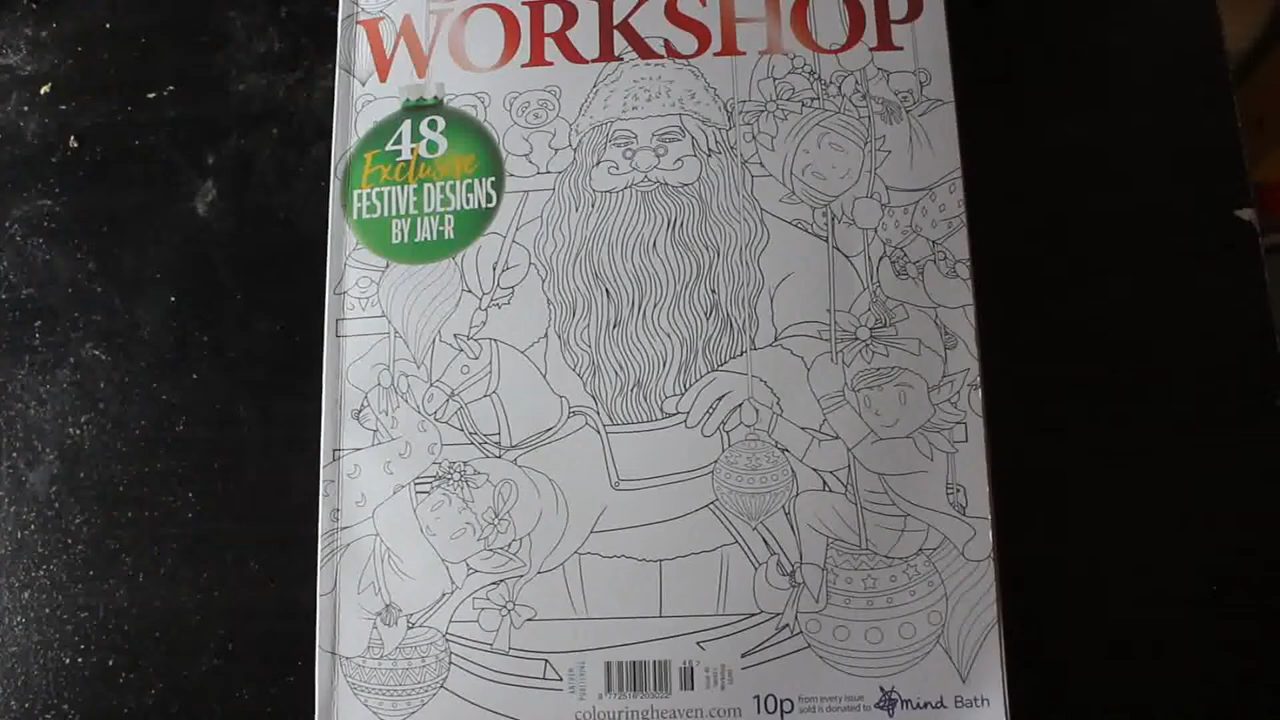 WORKSHOP
48
Exclusive
FESTIVE DESIGNS
BY JAY-R
colouringheaven.com
10p from every issue
sold is donated to
mind Bath